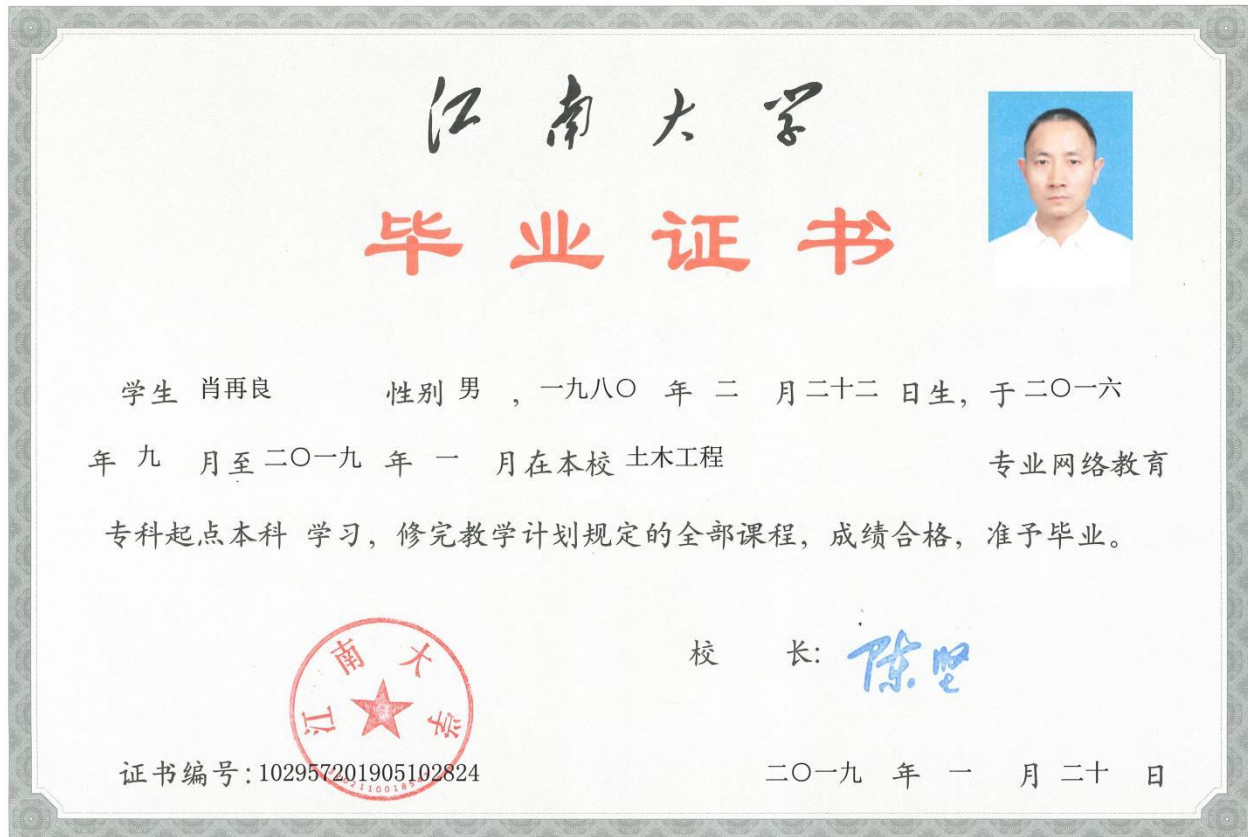 江南大学
毕业证书
学生 肖再良 性别 男 , 一九八〇 年 二 月 二十二 日生, 于 二〇一六
年 九 月至 二〇一九 年 一 月在本校 土木工程 专业网络教育
专科起点本科 学习, 修完教学计划规定的全部课程, 成绩合格, 准予毕业。
江南大学
校 长: 陈坚
证书编号:102957201905102824
二〇一九 年 一 月 二十 日